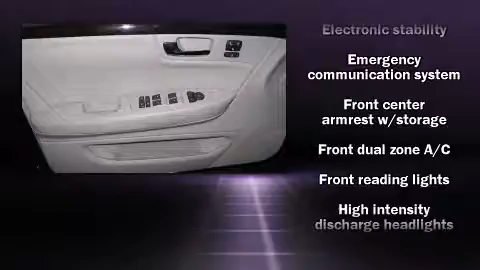 Electronic stability
Emergency
communication system
Front center
armrest w/storage
Front dual zone A/C
Front reading lights
High intensity
discharge headlights